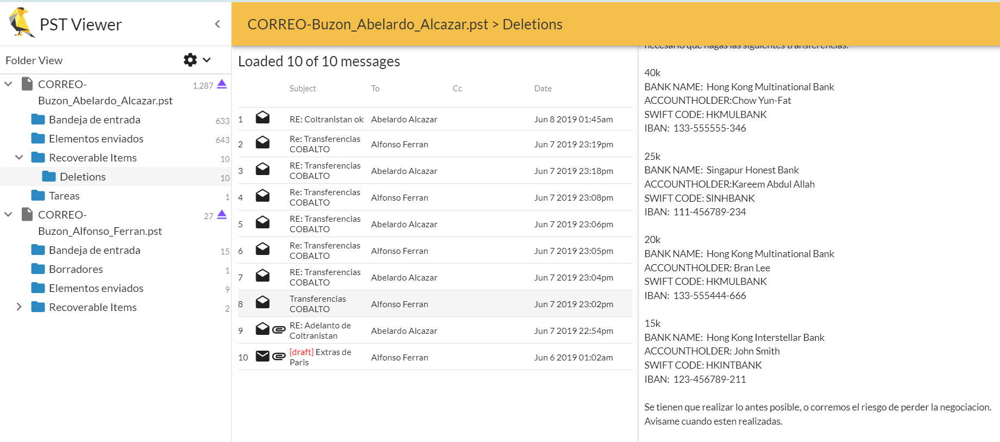 PST Viewer
CORREO-Buzon_Abelardo_Alcazar.pst > Deletions
Folder View
CORREO-
Buzon_Abelardo_Alcazar.pst
1,287
Bandeja de entrada
633
Elementos enviados
643
Recoverable Items
10
Deletions
10
Tareas
1
CORREO-
Buzon_Alfonso_Ferran.pst
27
Bandeja de entrada
15
Borradores
1
Elementos enviados
9
Recoverable Items
2
Loaded 10 of 10 messages
Subject To Cc Date
1 RE: Coltranistan ok Abelardo Alcazar Jun 8 2019 01:45am
2 Re: Transferencias
COBALTO Alfonso Ferran Jun 7 2019 23:19pm
3 RE: Transferencias
COBALTO Abelardo Alcazar Jun 7 2019 23:18pm
4 Re: Transferencias
COBALTO Alfonso Ferran Jun 7 2019 23:08pm
5 RE: Transferencias
COBALTO Abelardo Alcazar Jun 7 2019 23:06pm
6 Re: Transferencias
COBALTO Alfonso Ferran Jun 7 2019 23:05pm
7 RE: Transferencias
COBALTO Abelardo Alcazar Jun 7 2019 23:04pm
8 Transferencias
COBALTO Alfonso Ferran Jun 7 2019 23:02pm
9 RE: Adelanto de
Coltranistan Abelardo Alcazar Jun 7 2019 22:54pm
10 [draft] Extras de
Paris Alfonso Ferran Jun 6 2019 01:02am
necesario que hagas las siguientes transferencias:
40k
BANK NAME: Hong Kong Multinational Bank
ACCOUNTHOLDER:Chow Yun-Fat
SWIFT CODE: HKMULBANK
IBAN: 133-555555-346
25k
BANK NAME: Singapur Honest Bank
ACCOUNTHOLDER:Kareem Abdul Allah
SWIFT CODE: SINHBANK
IBAN: 111-456789-234
20k
BANK NAME: Hong Kong Multinational Bank
ACCOUNTHOLDER: Bran Lee
SWIFT CODE: HKMULBANK
IBAN: 133-555444-666
15k
BANK NAME: Hong Kong Interstellar Bank
ACCOUNTHOLDER: John Smith
SWIFT CODE: HKINTBANK
IBAN: 123-456789-211
Se tienen que realizar lo antes posible, o corremos el riesgo de perder la negociacion.
Avisame cuando esten realizadas.